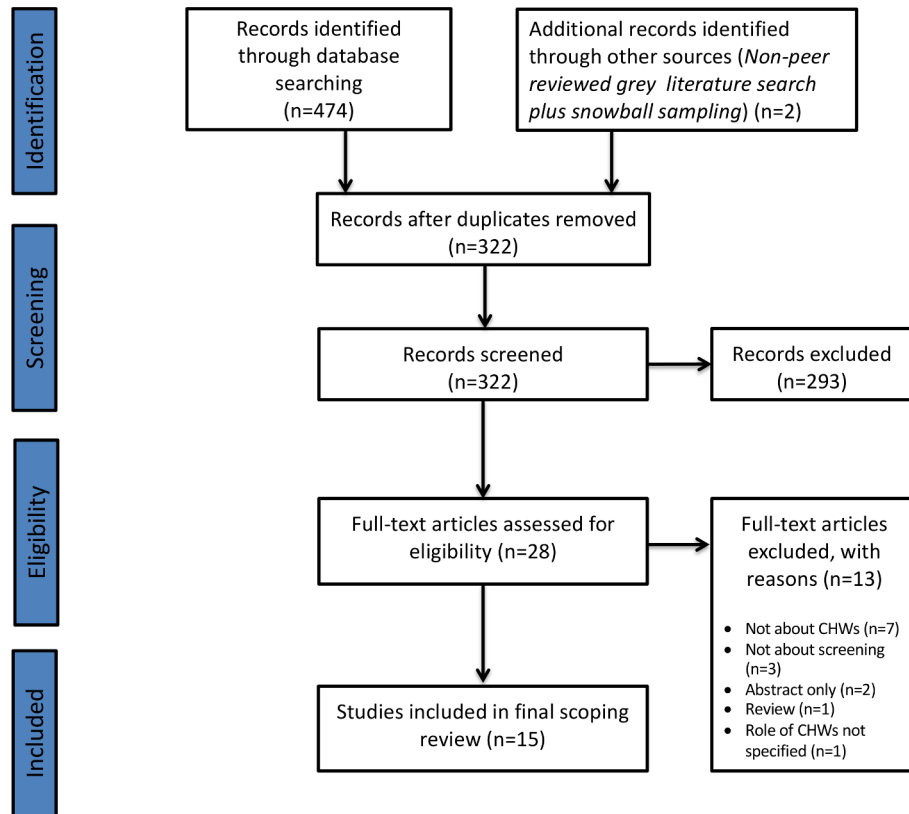 Identification
Records identified
through database
searching
(n=474)
Additional records identified
through other sources (Non-peer
reviewed grey literature search
plus snowball sampling) (n=2)
Records after duplicates removed
(n=322)
Screening
Records screened
(n=322)
Records excluded
(n=293)
Eligibility
Full-text articles assessed for
eligibility (n=28)
Full-text articles
excluded, with
reasons (n=13)
• Not about CHWs (n=7)
• Not about screening
(n=3)
• Abstract only (n=2)
• Review (n=1)
• Role of CHWs not
specified (n=1)
Included
Studies included in final scoping
review (n=15)